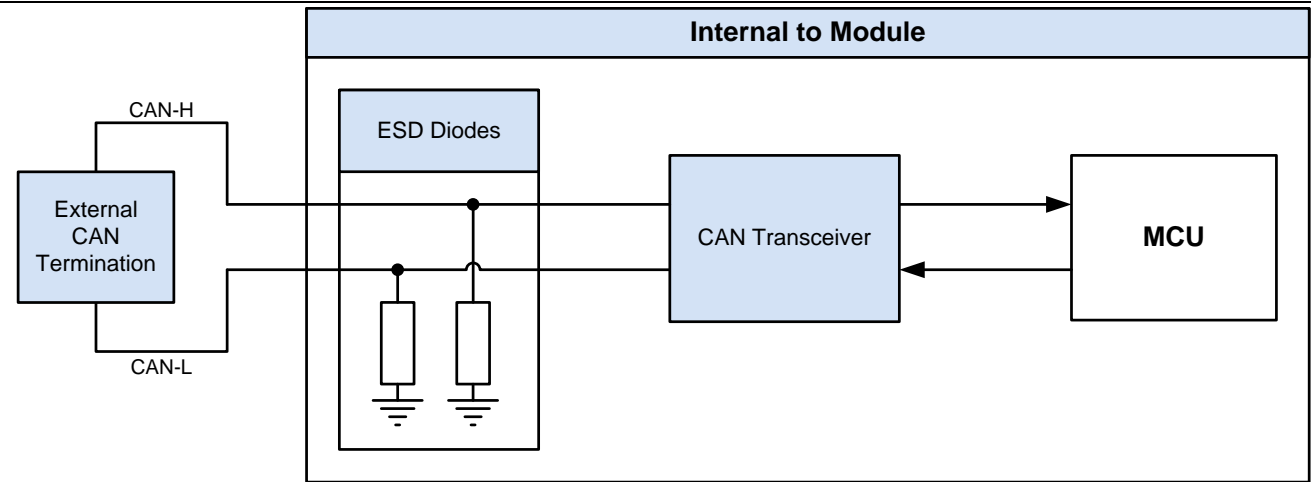 Internal to Module
CAN-H
ESD Diodes
External
CAN
Termination
CAN Transceiver
MCU
CAN-L